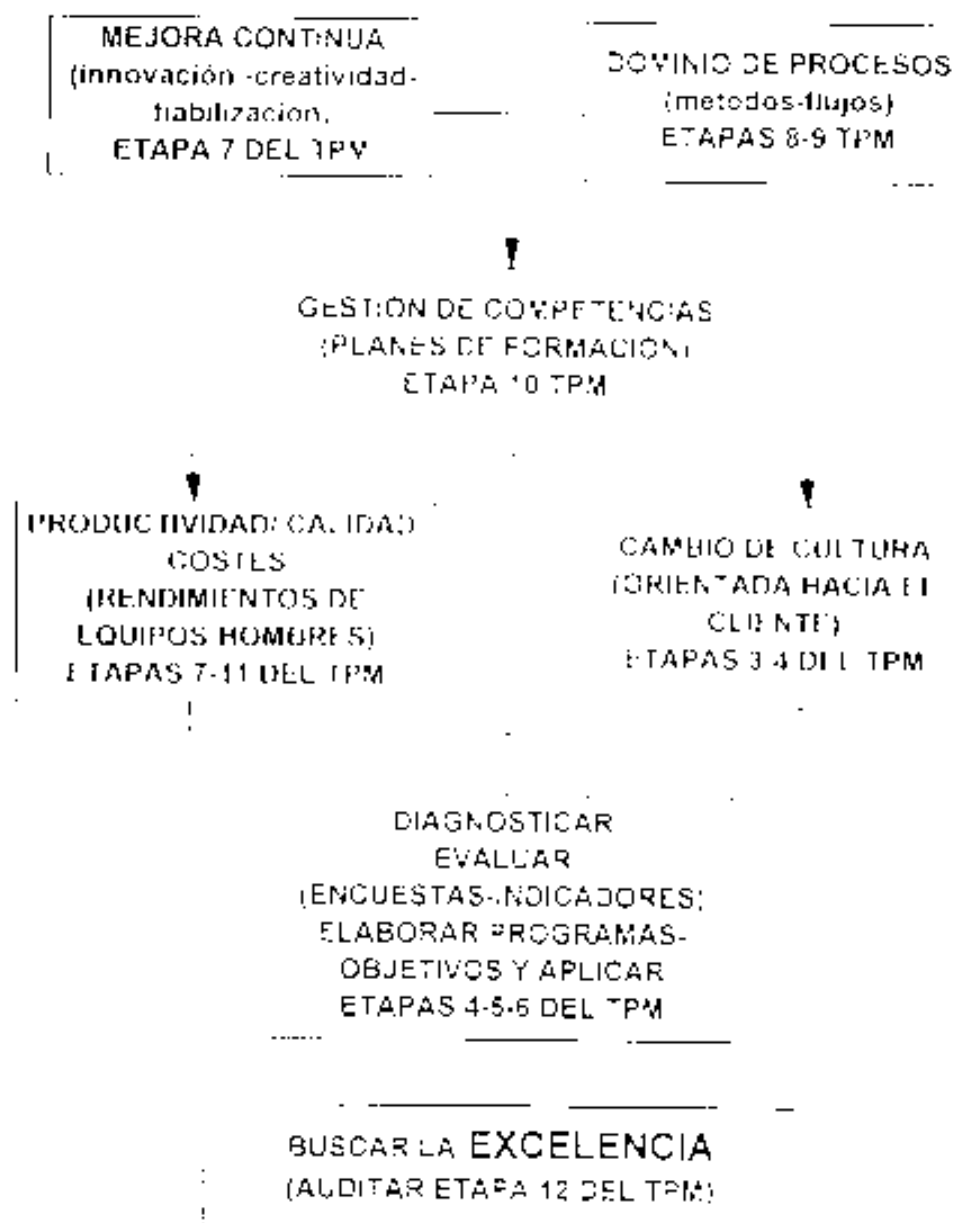 MEJORA CONTINUA
(innovación -creatividad-
fiabilización,
ETAPA 7 DEL TPM
DOMINIO DE PROCESOS
(metodos-flujos)
ETAPAS 8-9 TPM
GESTION DE COMPETENCIAS
(PLANES DE FORMACION)
ETAPA 10 TPM
PRODUCTIVIDAD/ CALIDAD
COSTES
(RENDIMIENTOS DE
EQUIPOS HOMBRES)
ETAPAS 7-11 DEL TPM
CAMBIO DE CULTURA
(ORIENTADA HACIA EL
CLIENTE)
ETAPAS 3-4 DEL TPM
DIAGNOSTICAR
EVALUAR
(ENCUESTAS-INDICADORES)
ELABORAR PROGRAMAS-
OBJETIVOS Y APLICAR
ETAPAS 4-5-6 DEL TPM
BUSCAR LA EXCELENCIA
(AUDITAR ETAPA 12 DEL TPM)